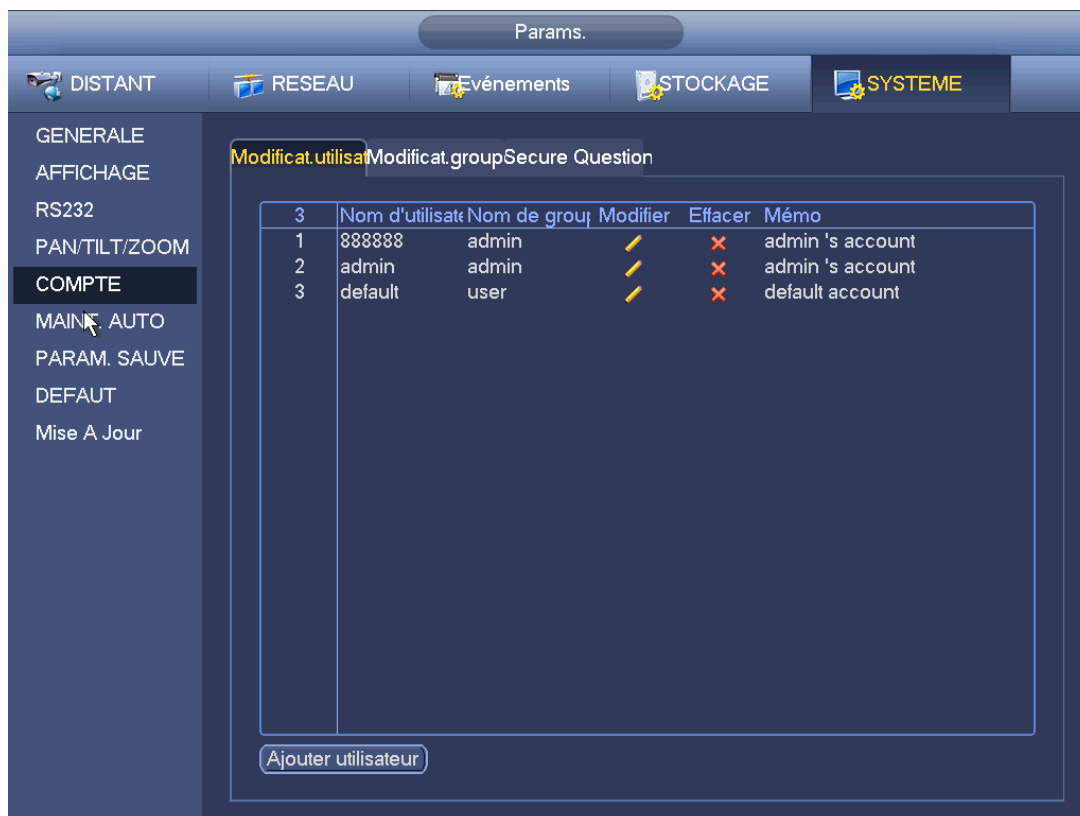 Params.
DISTANT RESEAU Evénements STOCKAGE SYSTEME
GENERALE
AFFICHAGE
RS232
PAN/TILT/ZOOM
COMPTE
MAINT. AUTO
PARAM. SAUVE
DEFAUT
Mise A Jour
Modificat.utilisat Modificat.group Secure Question
3 Nom d'utilisate Nom de group Modifier Effacer Mémo
1 888888 admin admin 's account
2 admin admin admin 's account
3 default user default account
Ajouter utilisateur